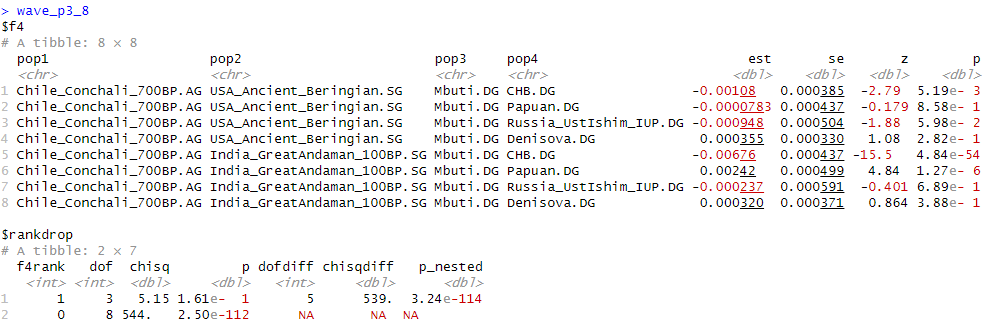 > wave_p3_8
$f4
# A tibble: 8 × 8
pop1 pop2 pop3 pop4 est se z p
<chr> <chr> <chr> <chr> <dbl> <dbl> <dbl> <dbl>
1 Chile_Conchali_700BP.AG USA_Ancient_Beringian.SG Mbuti.DG CHB.DG -0.00108 0.000385 -2.79 5.19e- 3
2 Chile_Conchali_700BP.AG USA_Ancient_Beringian.SG Mbuti.DG Papuan.DG -0.0000783 0.000437 -0.179 8.58e- 1
3 Chile_Conchali_700BP.AG USA_Ancient_Beringian.SG Mbuti.DG Russia_UstIshim_IUP.DG -0.000948 0.000504 -1.88 5.98e- 2
4 Chile_Conchali_700BP.AG USA_Ancient_Beringian.SG Mbuti.DG Denisova.DG 0.000355 0.000330 1.08 2.82e- 1
5 Chile_Conchali_700BP.AG India_GreatAndaman_100BP.SG Mbuti.DG CHB.DG -0.00676 0.000437 -15.5 4.84e-54
6 Chile_Conchali_700BP.AG India_GreatAndaman_100BP.SG Mbuti.DG Papuan.DG 0.00242 0.000499 4.84 1.27e- 6
7 Chile_Conchali_700BP.AG India_GreatAndaman_100BP.SG Mbuti.DG Russia_UstIshim_IUP.DG -0.000237 0.000591 -0.401 6.89e- 1
8 Chile_Conchali_700BP.AG India_GreatAndaman_100BP.SG Mbuti.DG Denisova.DG 0.000320 0.000371 0.864 3.88e- 1
$rankdrop
# A tibble: 2 × 7
f4rank dof chisq p dofdiff chisqdiff p_nested
<int> <int> <dbl> <dbl> <int> <dbl> <dbl>
1 1 3 5.15 1.61e- 1 5 539. 3.24e-114
2 0 8 544. 2.50e-112 NA NA NA